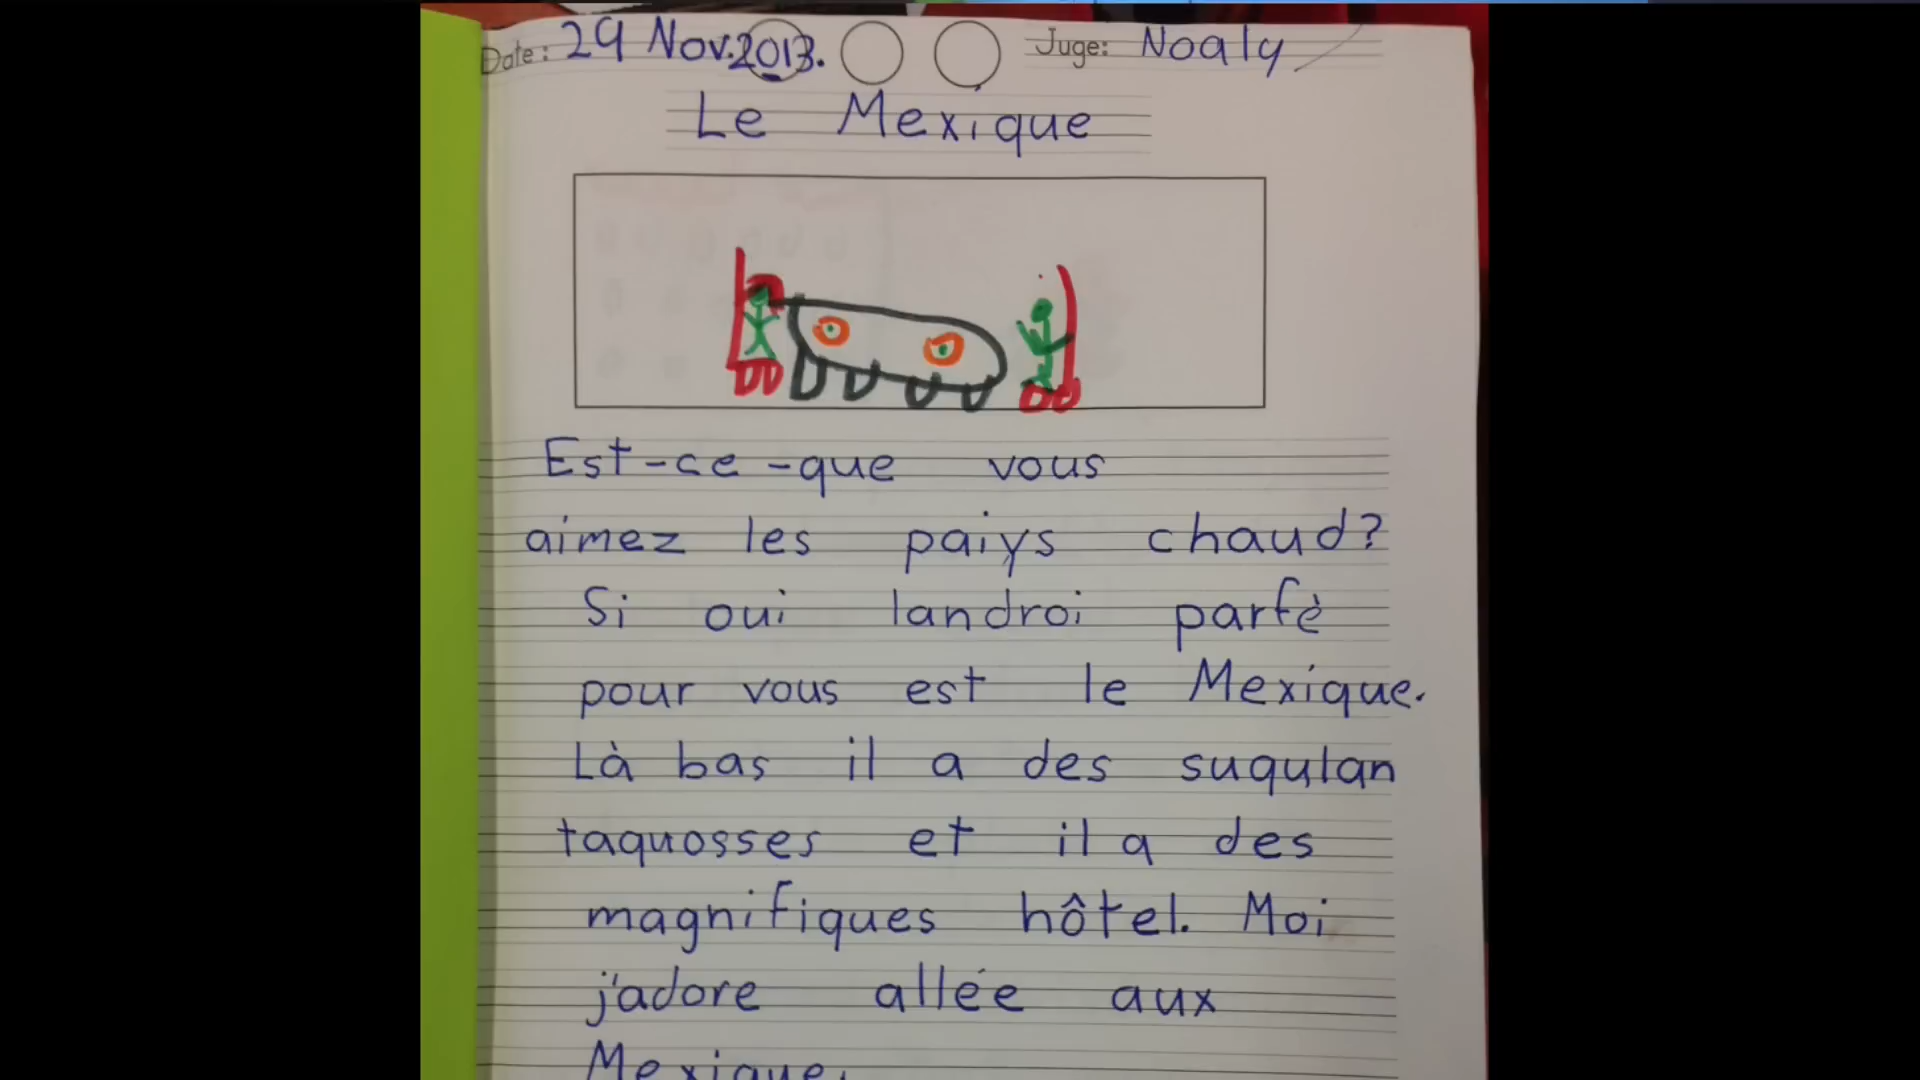 Date: 29 Nov. 2013. Juge: Noaly
Le Mexique
Est-ce-que vous
aimez les paiys chaud?
Si oui landroi parfè
pour vous est le Mexique.
Là bas il a des suqulan
taquosses et il a des
magnifiques hôtel. Moi
j'adore allée aux
Mexique.